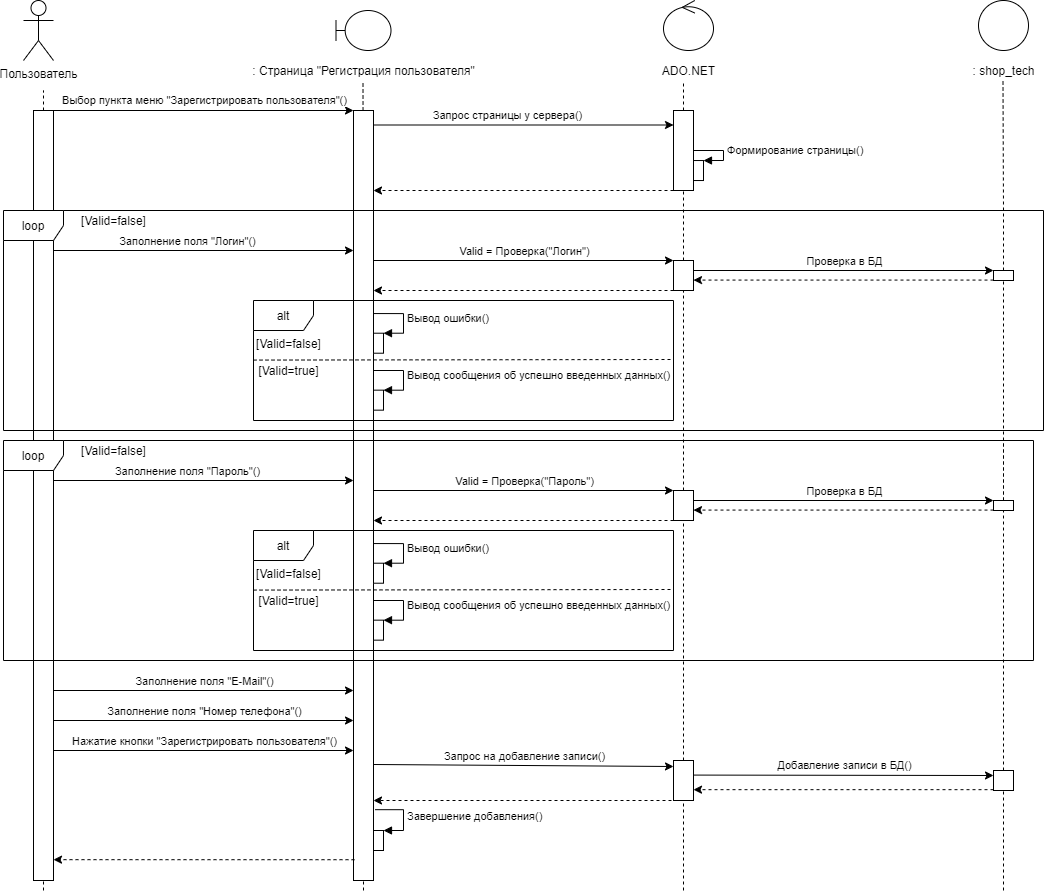 Пользователь
: Страница "Регистрация пользователя"
ADO.NET
: shop_tech
Выбор пункта меню "Зарегистрировать пользователя"()
Запрос страницы у сервера()
Формирование страницы()
loop
[Valid=false]
Заполнение поля "Логин"()
Valid = Проверка("Логин")
Проверка в БД
alt
Вывод ошибки()
[Valid=false]
[Valid=true]
Вывод сообщения об успешно введенных данных()
loop
[Valid=false]
Заполнение поля "Пароль"()
Valid = Проверка("Пароль")
Проверка в БД
alt
Вывод ошибки()
[Valid=false]
[Valid=true]
Вывод сообщения об успешно введенных данных()
Заполнение поля "E-Mail"()
Заполнение поля "Номер телефона"()
Нажатие кнопки "Зарегистрировать пользователя"()
Запрос на добавление записи()
Добавление записи в БД()
Завершение добавления()